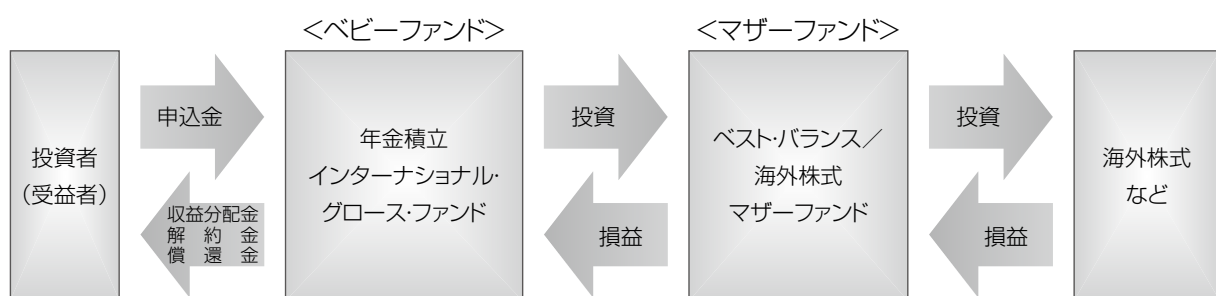 <ベビーファンド>
<マザーファンド>
投資者
(受益者)
申込金
収益分配金
解約金
償還金
年金積立
インターナショナル・
グロース・ファンド
投資
損益
ベスト・バランス／
海外株式
マザーファンド
投資
損益
海外株式
など